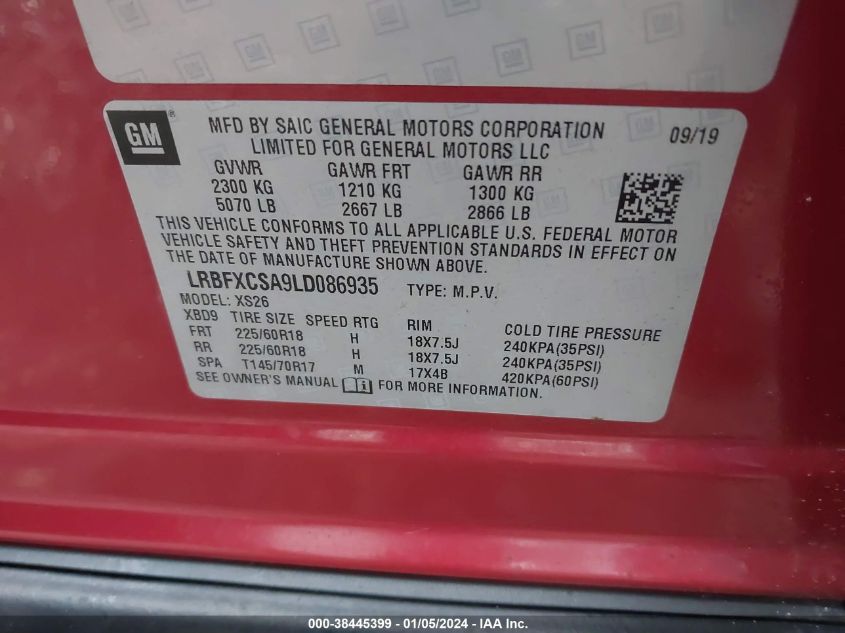 GM ®
MFD BY SAIC GENERAL MOTORS CORPORATION 09/19
LIMITED FOR GENERAL MOTORS LLC
GVWR GAWR FRT GAWR RR
2300 KG 1210 KG 1300 KG
5070 LB 2667 LB 2866 LB
THIS VEHICLE CONFORMS TO ALL APPLICABLE U.S. FEDERAL MOTOR
VEHICLE SAFETY AND THEFT PREVENTION STANDARDS IN EFFECT ON
THE DATE OF MANUFACTURE SHOWN ABOVE.
LRBFXCSA9LD086935 TYPE: M.P.V.
MODEL: XS26
XBD9 TIRE SIZE SPEED RTG RIM COLD TIRE PRESSURE
FRT 225/60R18 H 18X7.5J 240KPA(35PSI)
RR 225/60R18 H 18X7.5J 240KPA(35PSI)
SPA T145/70R17 M 17X4B 420KPA(60PSI)
SEE OWNER'S MANUAL FOR MORE INFORMATION.
000-38445399 - 01/05/2024 - IAA Inc.